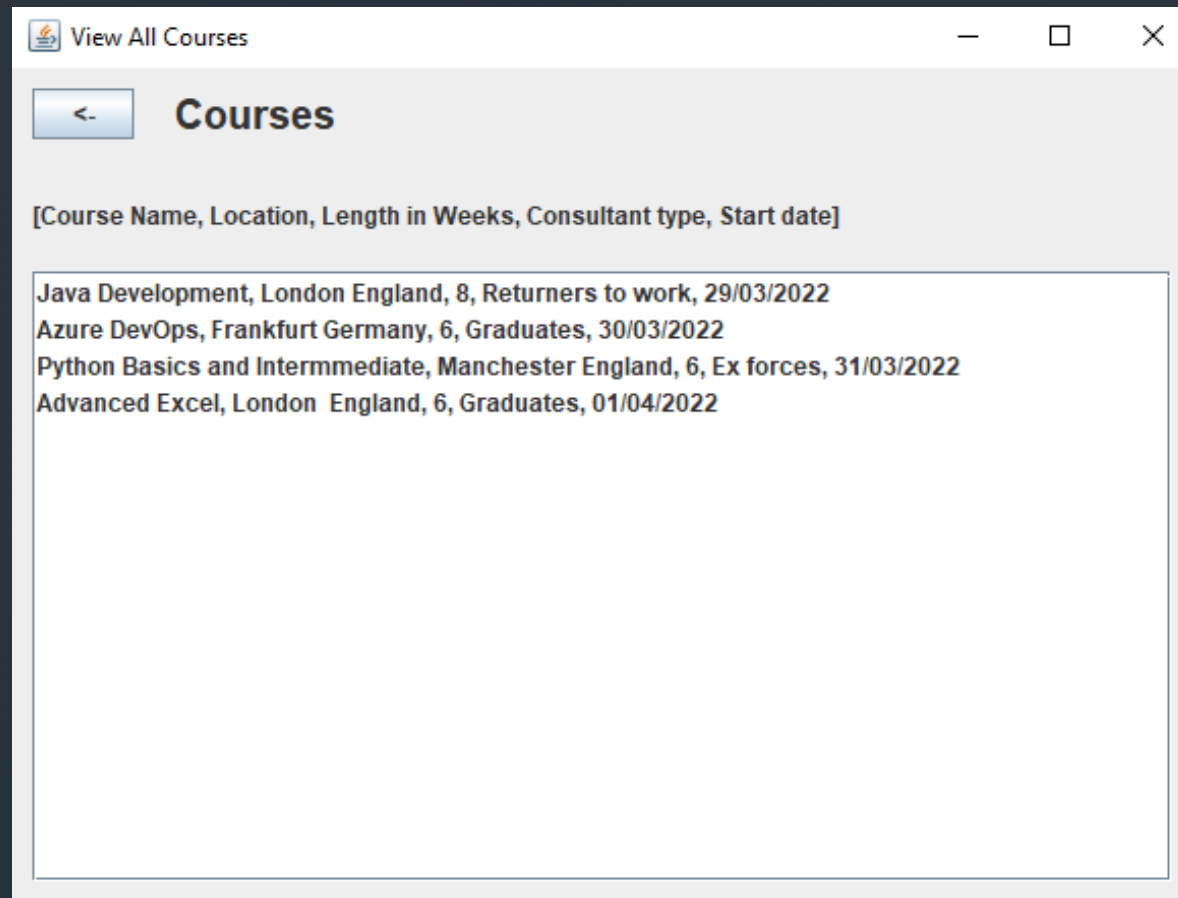 View All Courses
<- Courses
[Course Name, Location, Length in Weeks, Consultant type, Start date]
Java Development, London England, 8, Returners to work, 29/03/2022
Azure DevOps, Frankfurt Germany, 6, Graduates, 30/03/2022
Python Basics and Intermmediate, Manchester England, 6, Ex forces, 31/03/2022
Advanced Excel, London  England, 6, Graduates, 01/04/2022